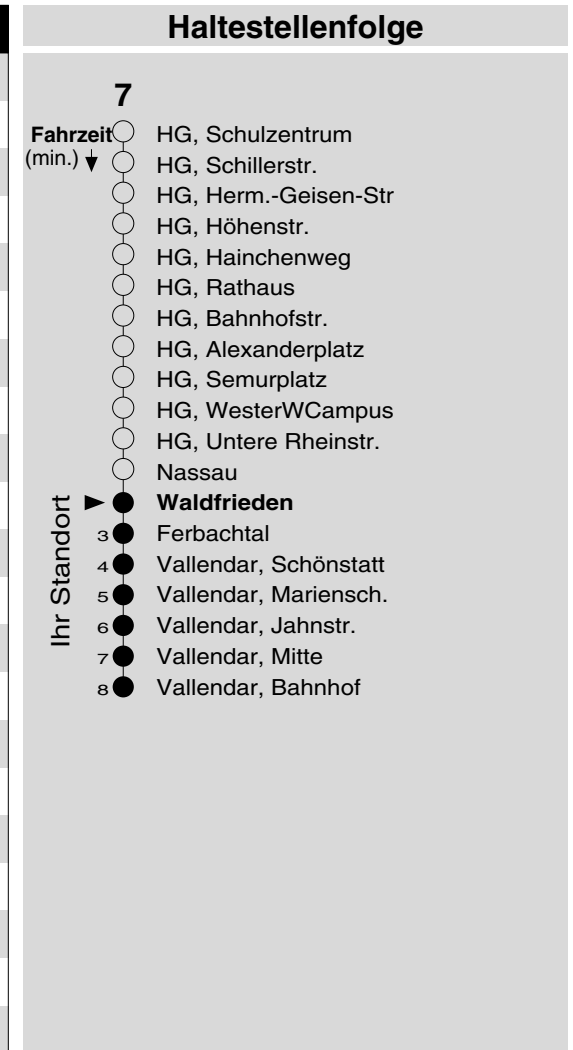 Haltestellenfolge
7
Fahrzeit HG, Schulzentrum
(min.) HG, Schillerstr.
HG, Herm.-Geisen-Str
HG, Höhenstr.
HG, Hainchenweg
HG, Rathaus
HG, Bahnhofstr.
HG, Alexanderplatz
HG, Semurplatz
HG, WesterWCampus
HG, Untere Rheinstr.
Nassau
Ihr Standort
Waldfrieden
3 Ferbachtal
4 Vallendar, Schönstatt
5 Vallendar, Mariensch.
6 Vallendar, Jahnstr.
7 Vallendar, Mitte
8 Vallendar, Bahnhof